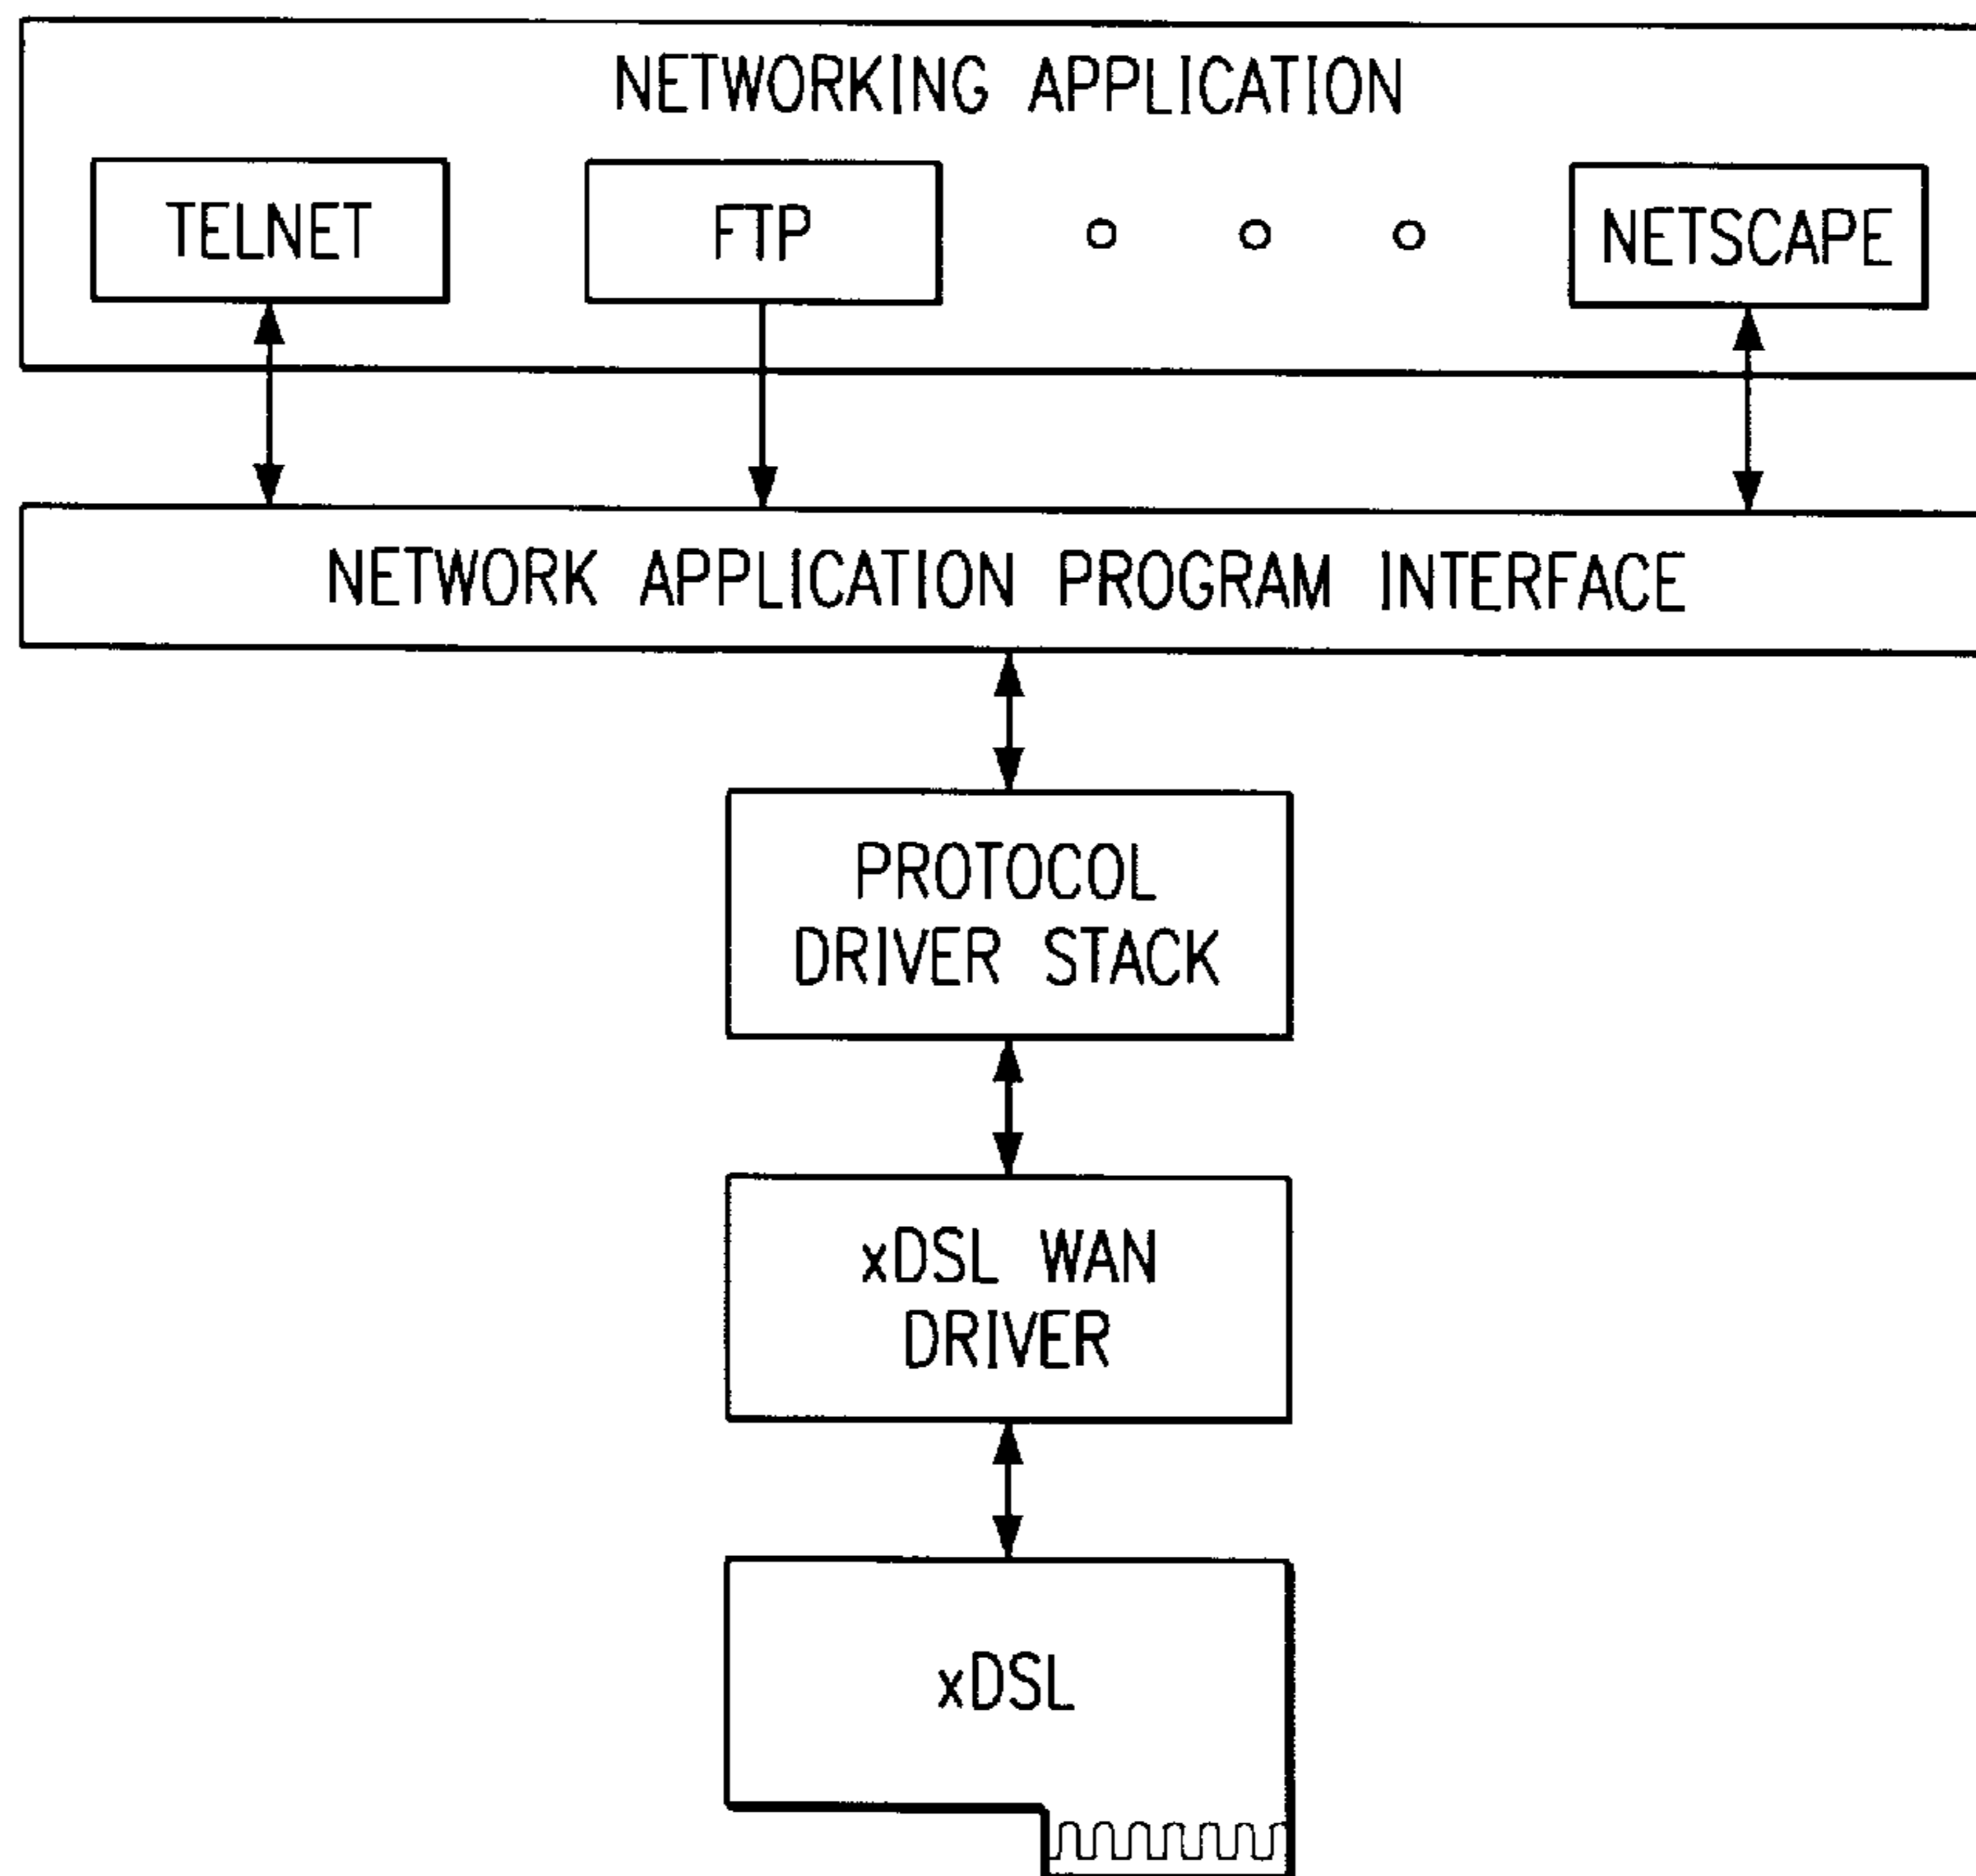 NETWORKING APPLICATION
TELNET
FTP
NETSCAPE
NETWORK APPLICATION PROGRAM INTERFACE
PROTOCOL
DRIVER STACK
xDSL WAN
DRIVER
xDSL